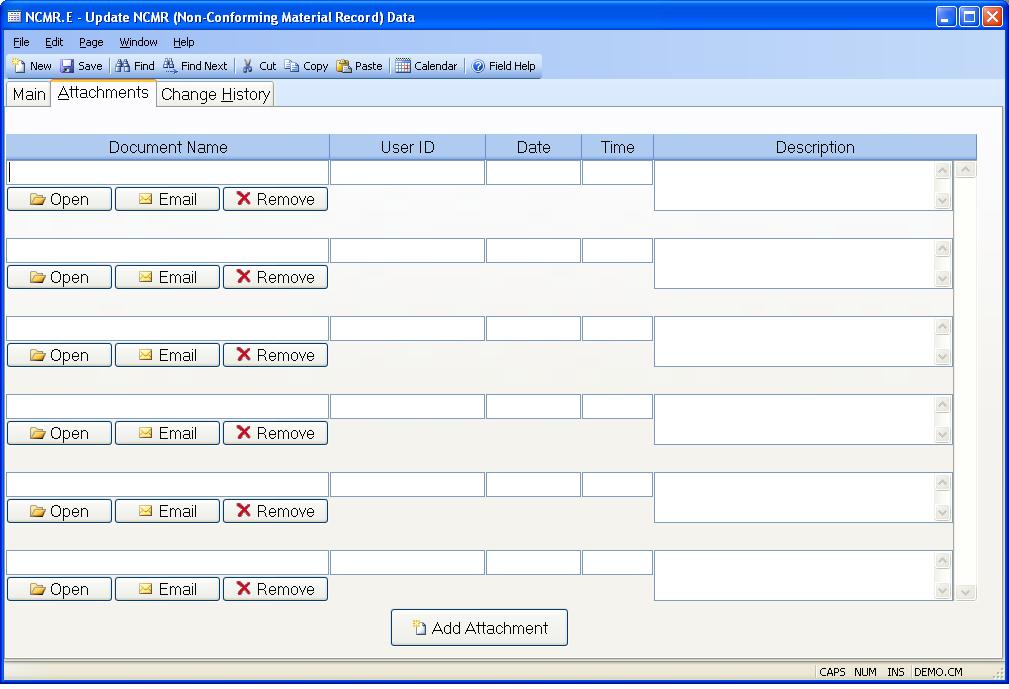 NCMR.E - Update NCMR (Non-Conforming Material Record) Data
File Edit Page Window Help
New Save Find Find Next Cut Copy Paste Calendar Field Help
Main Attachments Change History
Document Name User ID Date Time Description
Open Email Remove
Open Email Remove
Open Email Remove
Open Email Remove
Open Email Remove
Open Email Remove
Add Attachment
CAPS NUM INS DEMO.CM